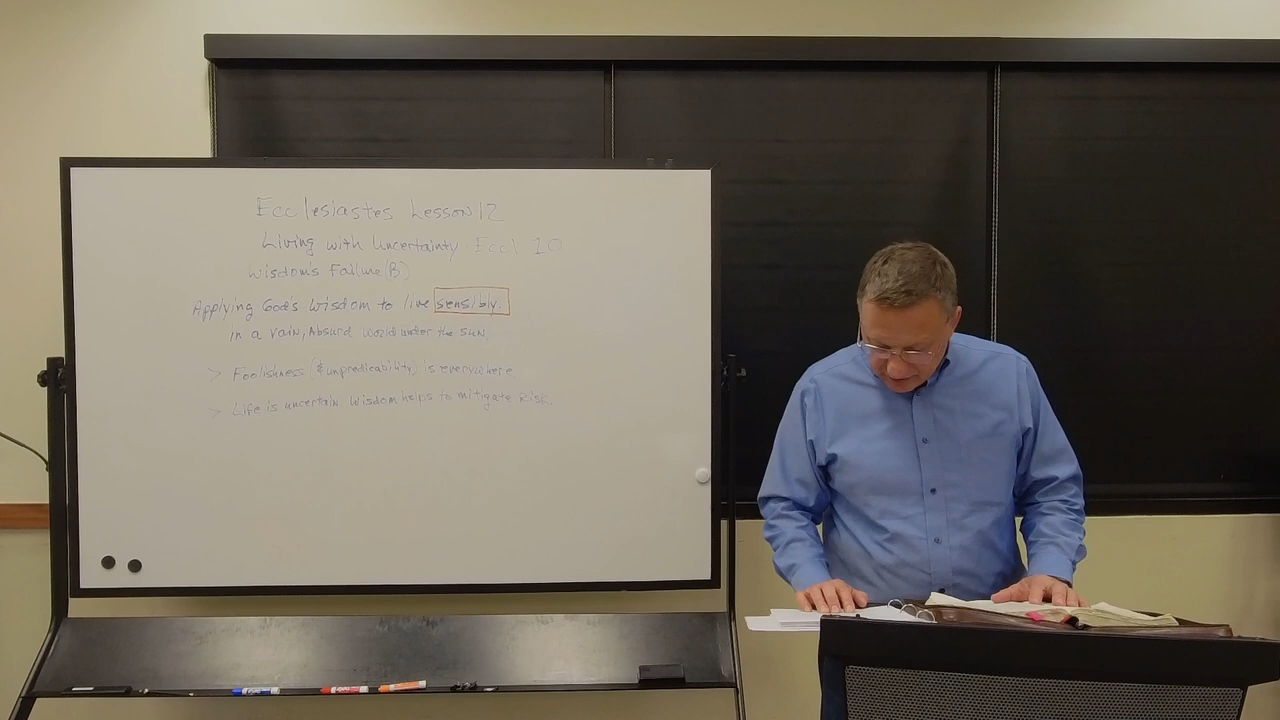 Ecclesiastes Lesson 12
Living with Uncertainty. Eccl 10
Wisdom's Failure (B)
Applying God's Wisdom to live sensibly.
in a vain, Absurd World under the sun.
> Foolishness (& unpredicability) is everywhere.
> Life is uncertain. Wisdom helps to mitigate Risk.